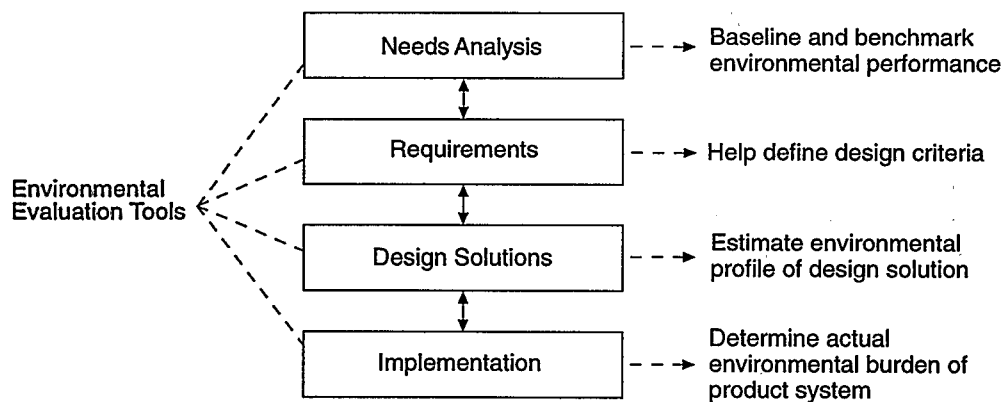 Needs Analysis
Baseline and benchmark
environmental performance
Requirements
Help define design criteria
Environmental
Evaluation Tools
Design Solutions
Estimate environmental
profile of design solution
Implementation
Determine actual
environmental burden of
product system